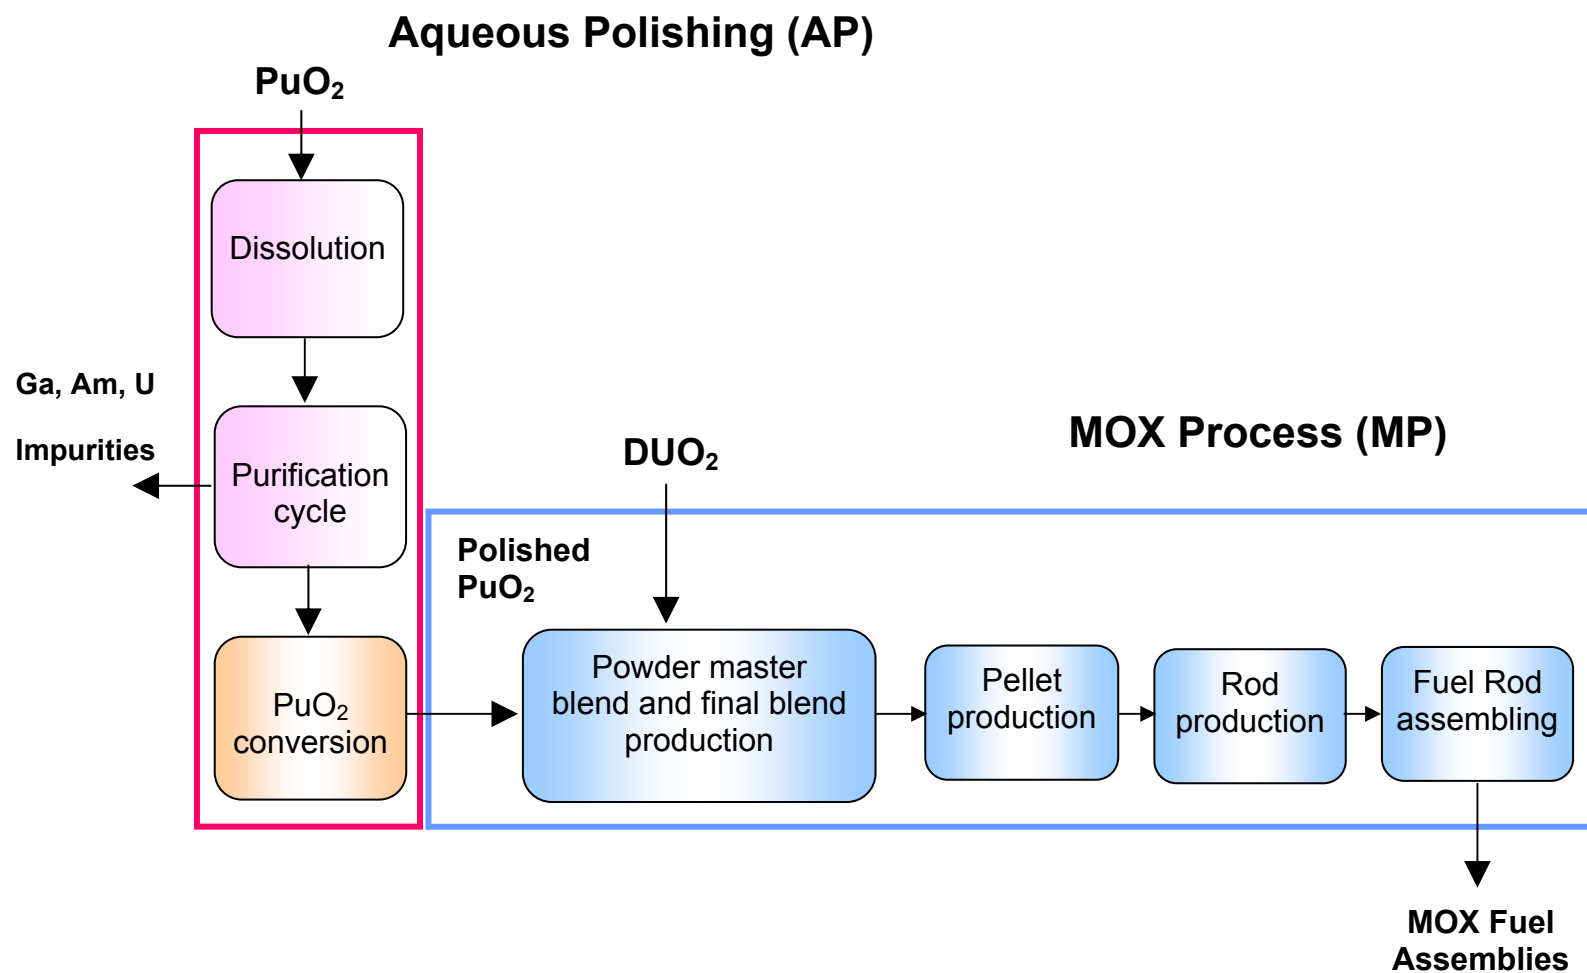 Aqueous Polishing (AP)
PuO₂
Dissolution
Ga, Am, U
Impurities
Purification
cycle
PuO₂
conversion
MOX Process (MP)
DUO₂
Polished
PuO₂
Powder master
blend and final blend
production
Pellet
production
Rod
production
Fuel Rod
assembling
MOX Fuel
Assemblies